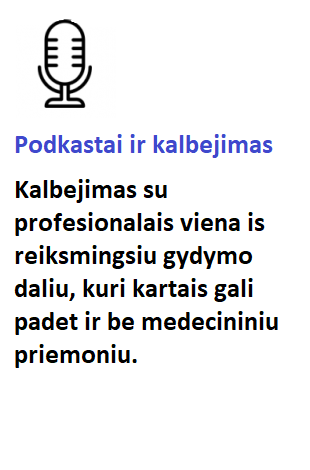 Podkastai ir kalbejimas
Kalbejimas su
profesionalais viena is
reiksmingsiu gydymo
daliu, kuri kartais gali
padet ir be medecininiu
priemoniu.